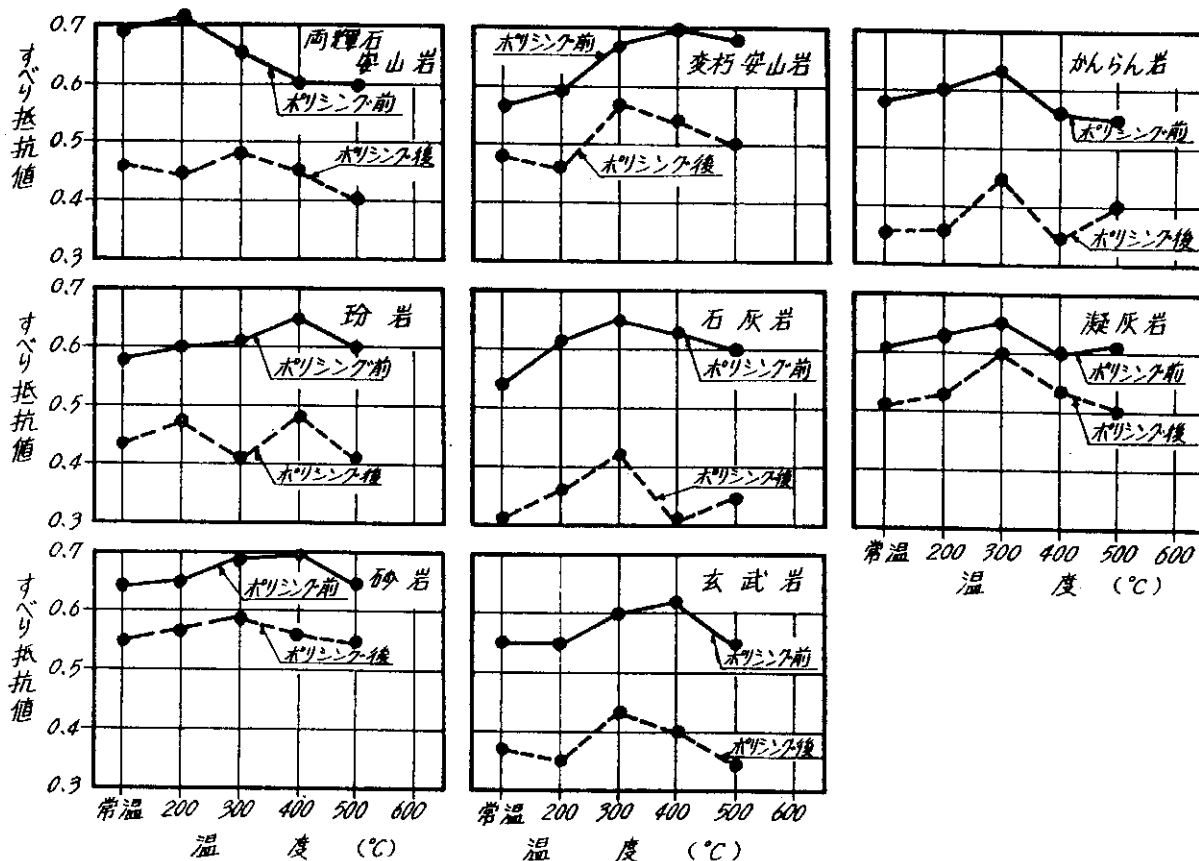 すべり抵抗値
0.7
0.6
0.5
0.4
0.3
両輝石
安山岩
ポリシング前
ポリシング後
ポリシング前
変朽安山岩
ポリシング後
かんらん岩
ポリシング前
ポリシング後
すべり抵抗値
0.7
0.6
0.5
0.4
0.3
玢岩
ポリシング前
ポリシング後
石灰岩
ポリシング前
ポリシング後
凝灰岩
ポリシング前
ポリシング後
常温 200 300 400 500 600
温度 (℃)
すべり抵抗値
0.7
0.6
0.5
0.4
0.3
砂岩
ポリシング前
ポリシング後
常温 200 300 400 500 600
温度 (℃)
玄武岩
ポリシング前
ポリシング後
常温 200 300 400 500 600
温度 (℃)